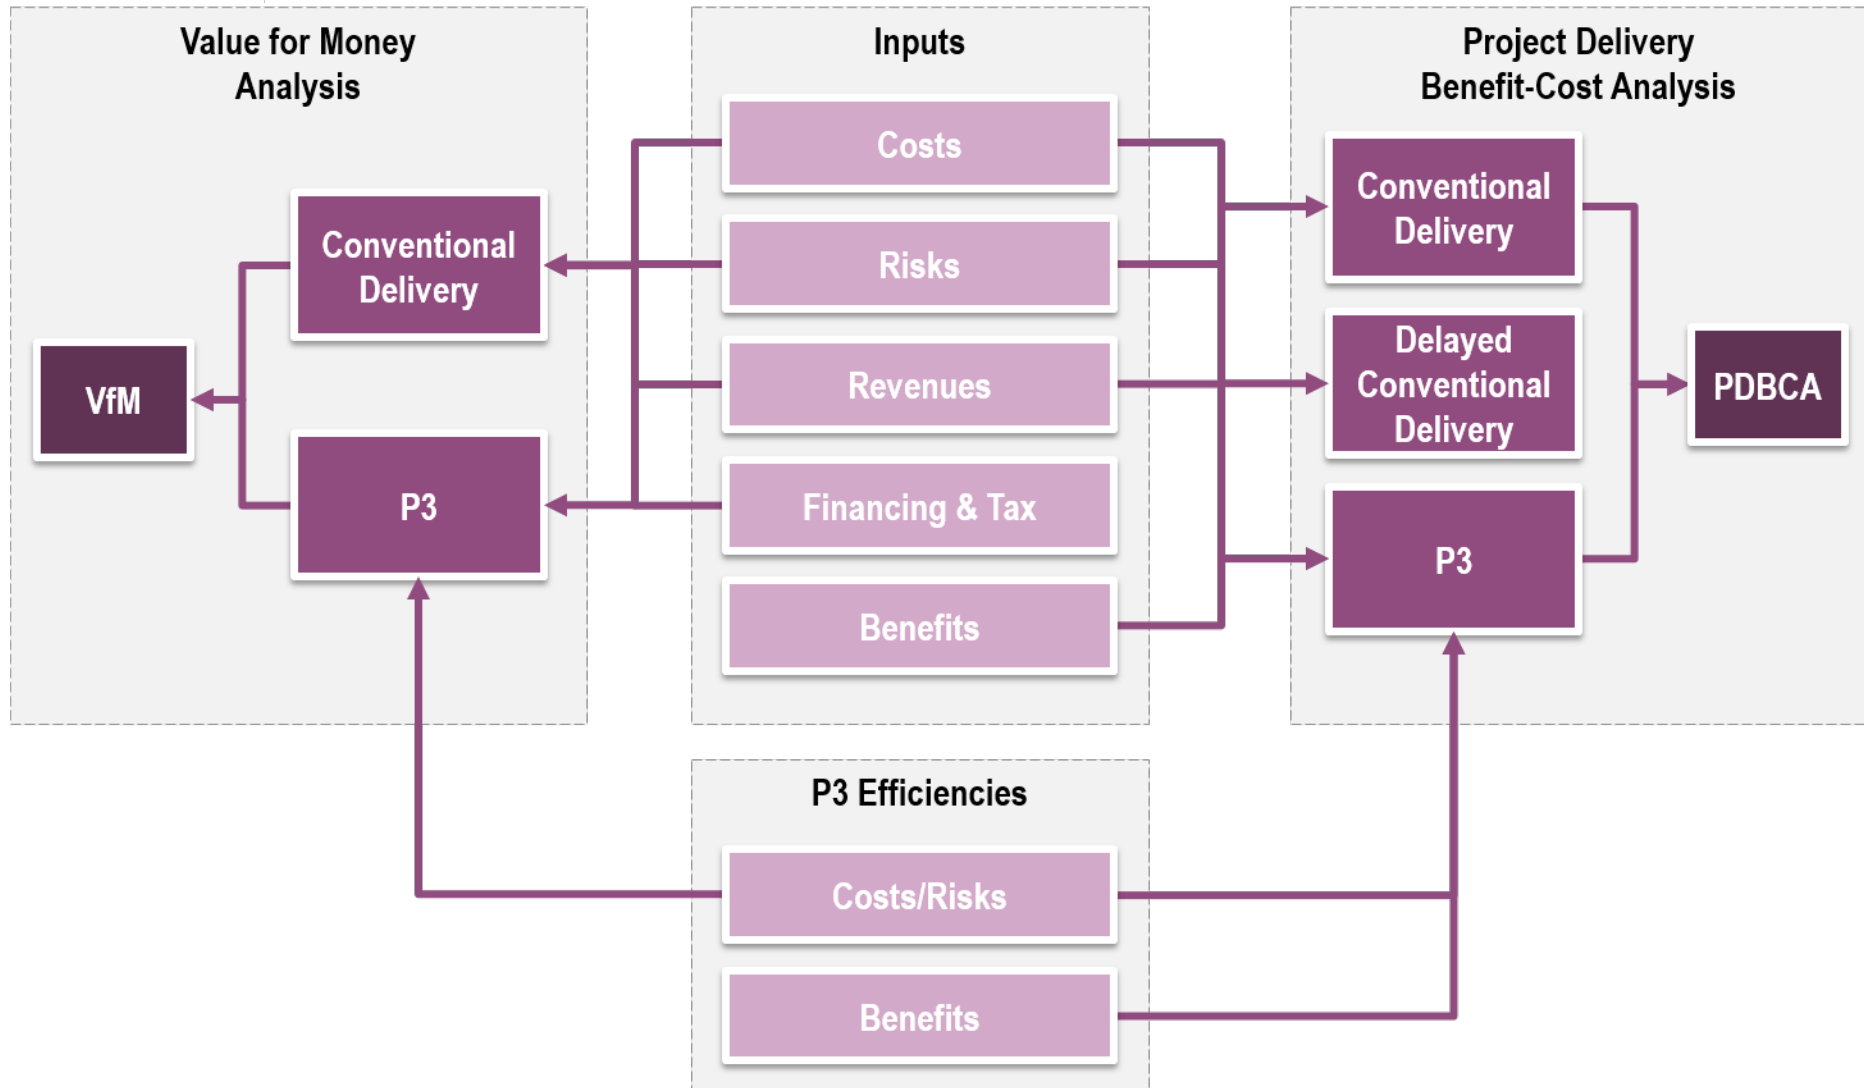 Value for Money
Analysis
Conventional
Delivery
VfM
P3
Inputs
Costs
Risks
Revenues
Financing & Tax
Benefits
Project Delivery
Benefit-Cost Analysis
Conventional
Delivery
Delayed
Conventional
Delivery
PDBCA
P3
P3 Efficiencies
Costs/Risks
Benefits